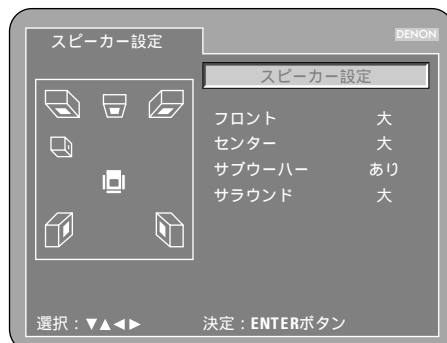 スピーカー設定
DENON
スピーカー設定
フロント 大
センター 大
サブウーハー あり
サラウンド 大
選択：▼▲◀▶ 決定：ENTERボタン